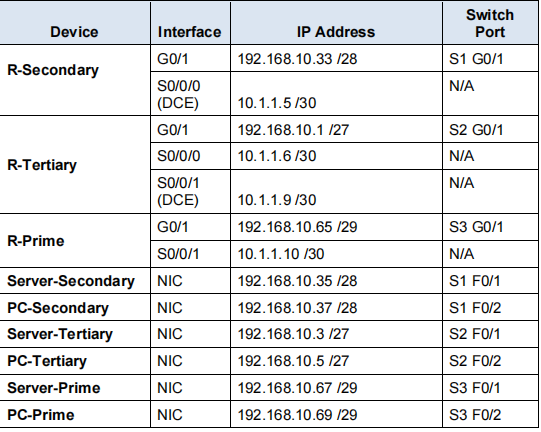 Device Interface IP Address Switch Port
R-Secondary G0/1 192.168.10.33 /28 S1 G0/1
S0/0/0 (DCE) 10.1.1.5 /30 N/A
R-Tertiary G0/1 192.168.10.1 /27 S2 G0/1
S0/0/0 10.1.1.6 /30 N/A
S0/0/1 (DCE) 10.1.1.9 /30 N/A
R-Prime G0/1 192.168.10.65 /29 S3 G0/1
S0/0/1 10.1.1.10 /30 N/A
Server-Secondary NIC 192.168.10.35 /28 S1 F0/1
PC-Secondary NIC 192.168.10.37 /28 S1 F0/2
Server-Tertiary NIC 192.168.10.3 /27 S2 F0/1
PC-Tertiary NIC 192.168.10.5 /27 S2 F0/2
Server-Prime NIC 192.168.10.67 /29 S3 F0/1
PC-Prime NIC 192.168.10.69 /29 S3 F0/2